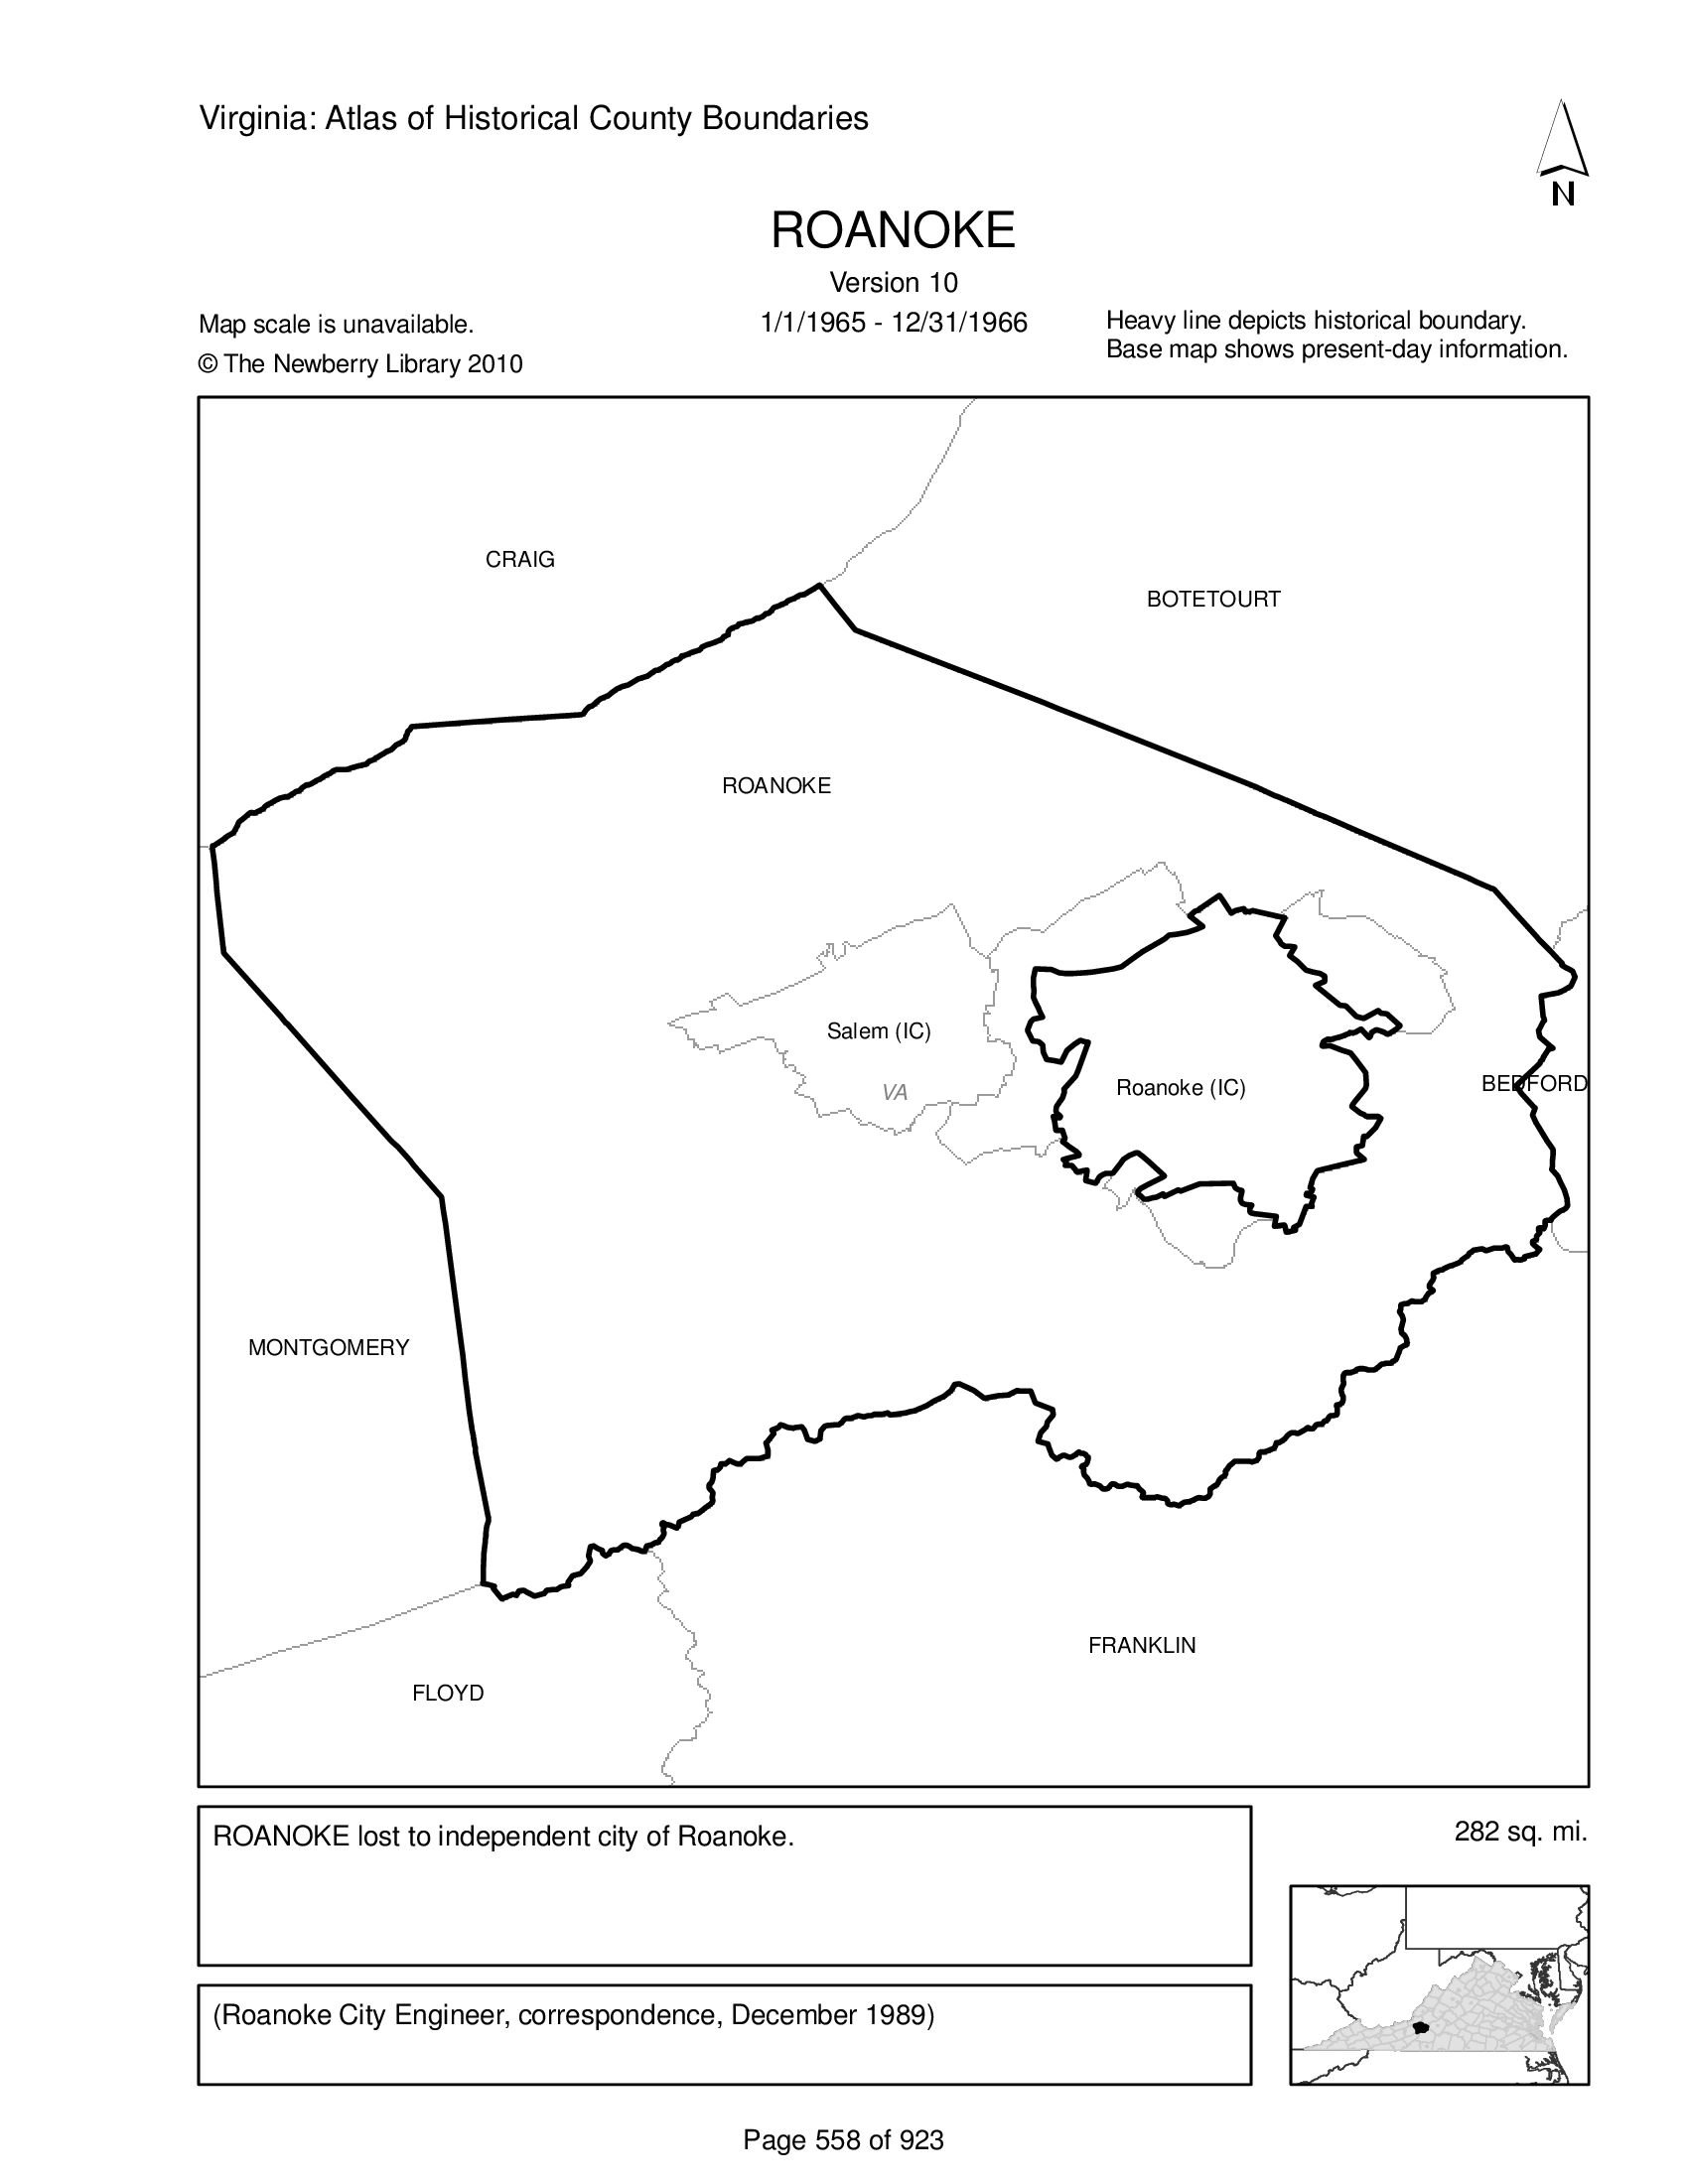 Virginia: Atlas of Historical County Boundaries
N
ROANOKE
Version 10
1/1/1965 - 12/31/1966
Map scale is unavailable.
© The Newberry Library 2010
Heavy line depicts historical boundary.
Base map shows present-day information.
CRAIG
BOTETOURT
ROANOKE
Salem (IC)
VA
Roanoke (IC)
BEDFORD
MONTGOMERY
FRANKLIN
FLOYD
ROANOKE lost to independent city of Roanoke.
282 sq. mi.
(Roanoke City Engineer, correspondence, December 1989)
Page 558 of 923